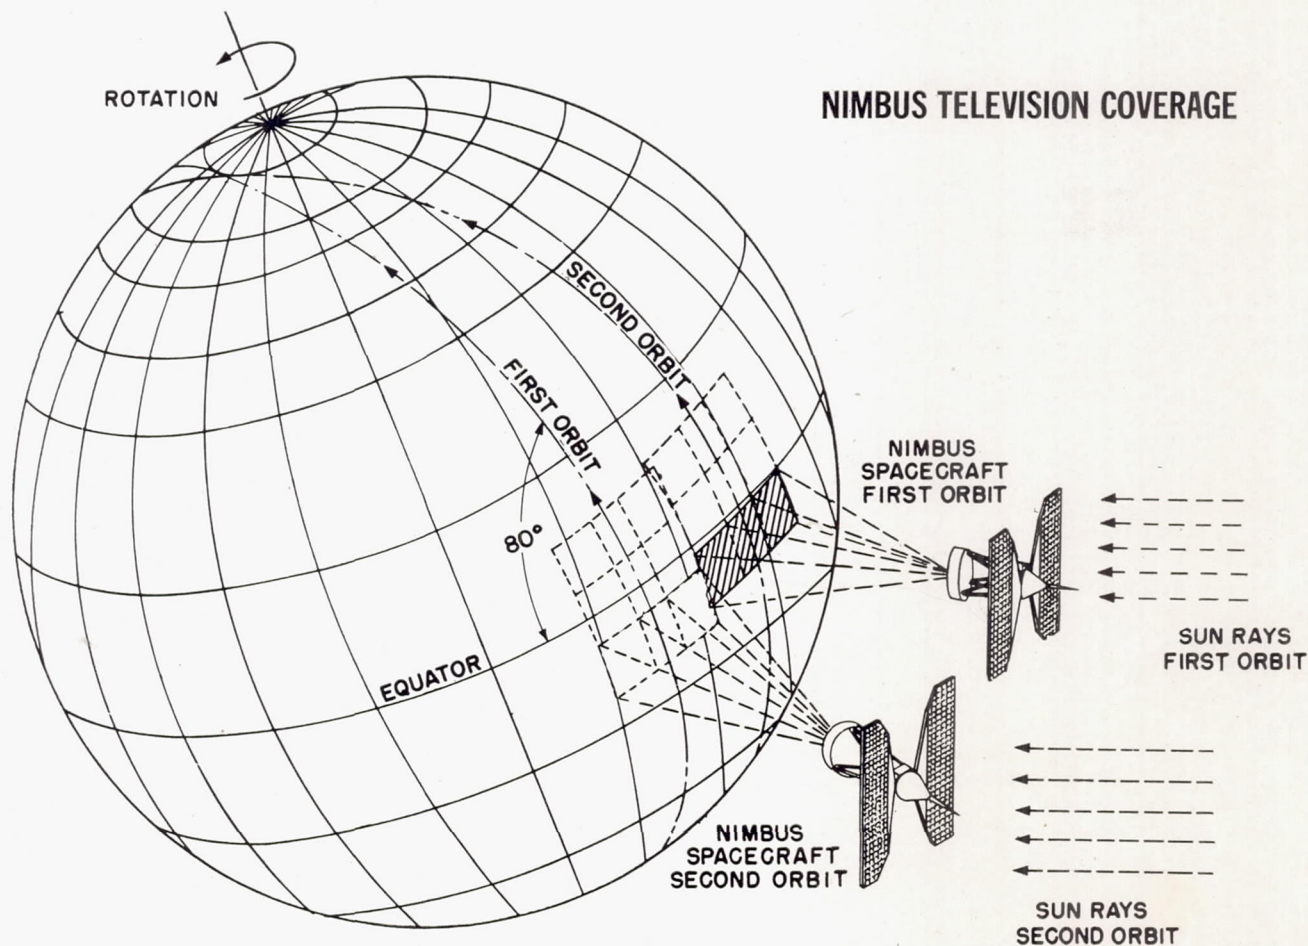 NIMBUS TELEVISION COVERAGE
ROTATION
SECOND ORBIT
FIRST ORBIT
80°
EQUATOR
NIMBUS
SPACECRAFT
FIRST ORBIT
SUN RAYS
FIRST ORBIT
NIMBUS
SPACECRAFT
SECOND ORBIT
SUN RAYS
SECOND ORBIT